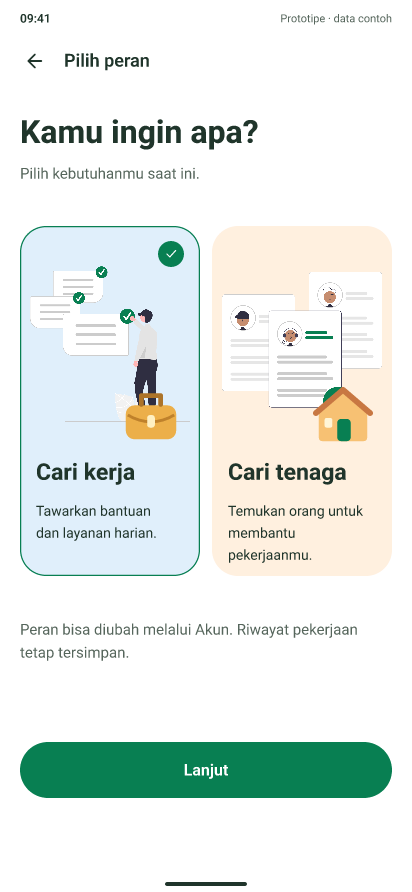 09:41
Prototipe · data contoh
Pilih peran
Kamu ingin apa?
Pilih kebutuhanmu saat ini.
Cari kerja
Tawarkan bantuan
dan layanan harian.
Cari tenaga
Temukan orang untuk
membantu
pekerjaanmu.
Peran bisa diubah melalui Akun. Riwayat pekerjaan
tetap tersimpan.
Lanjut